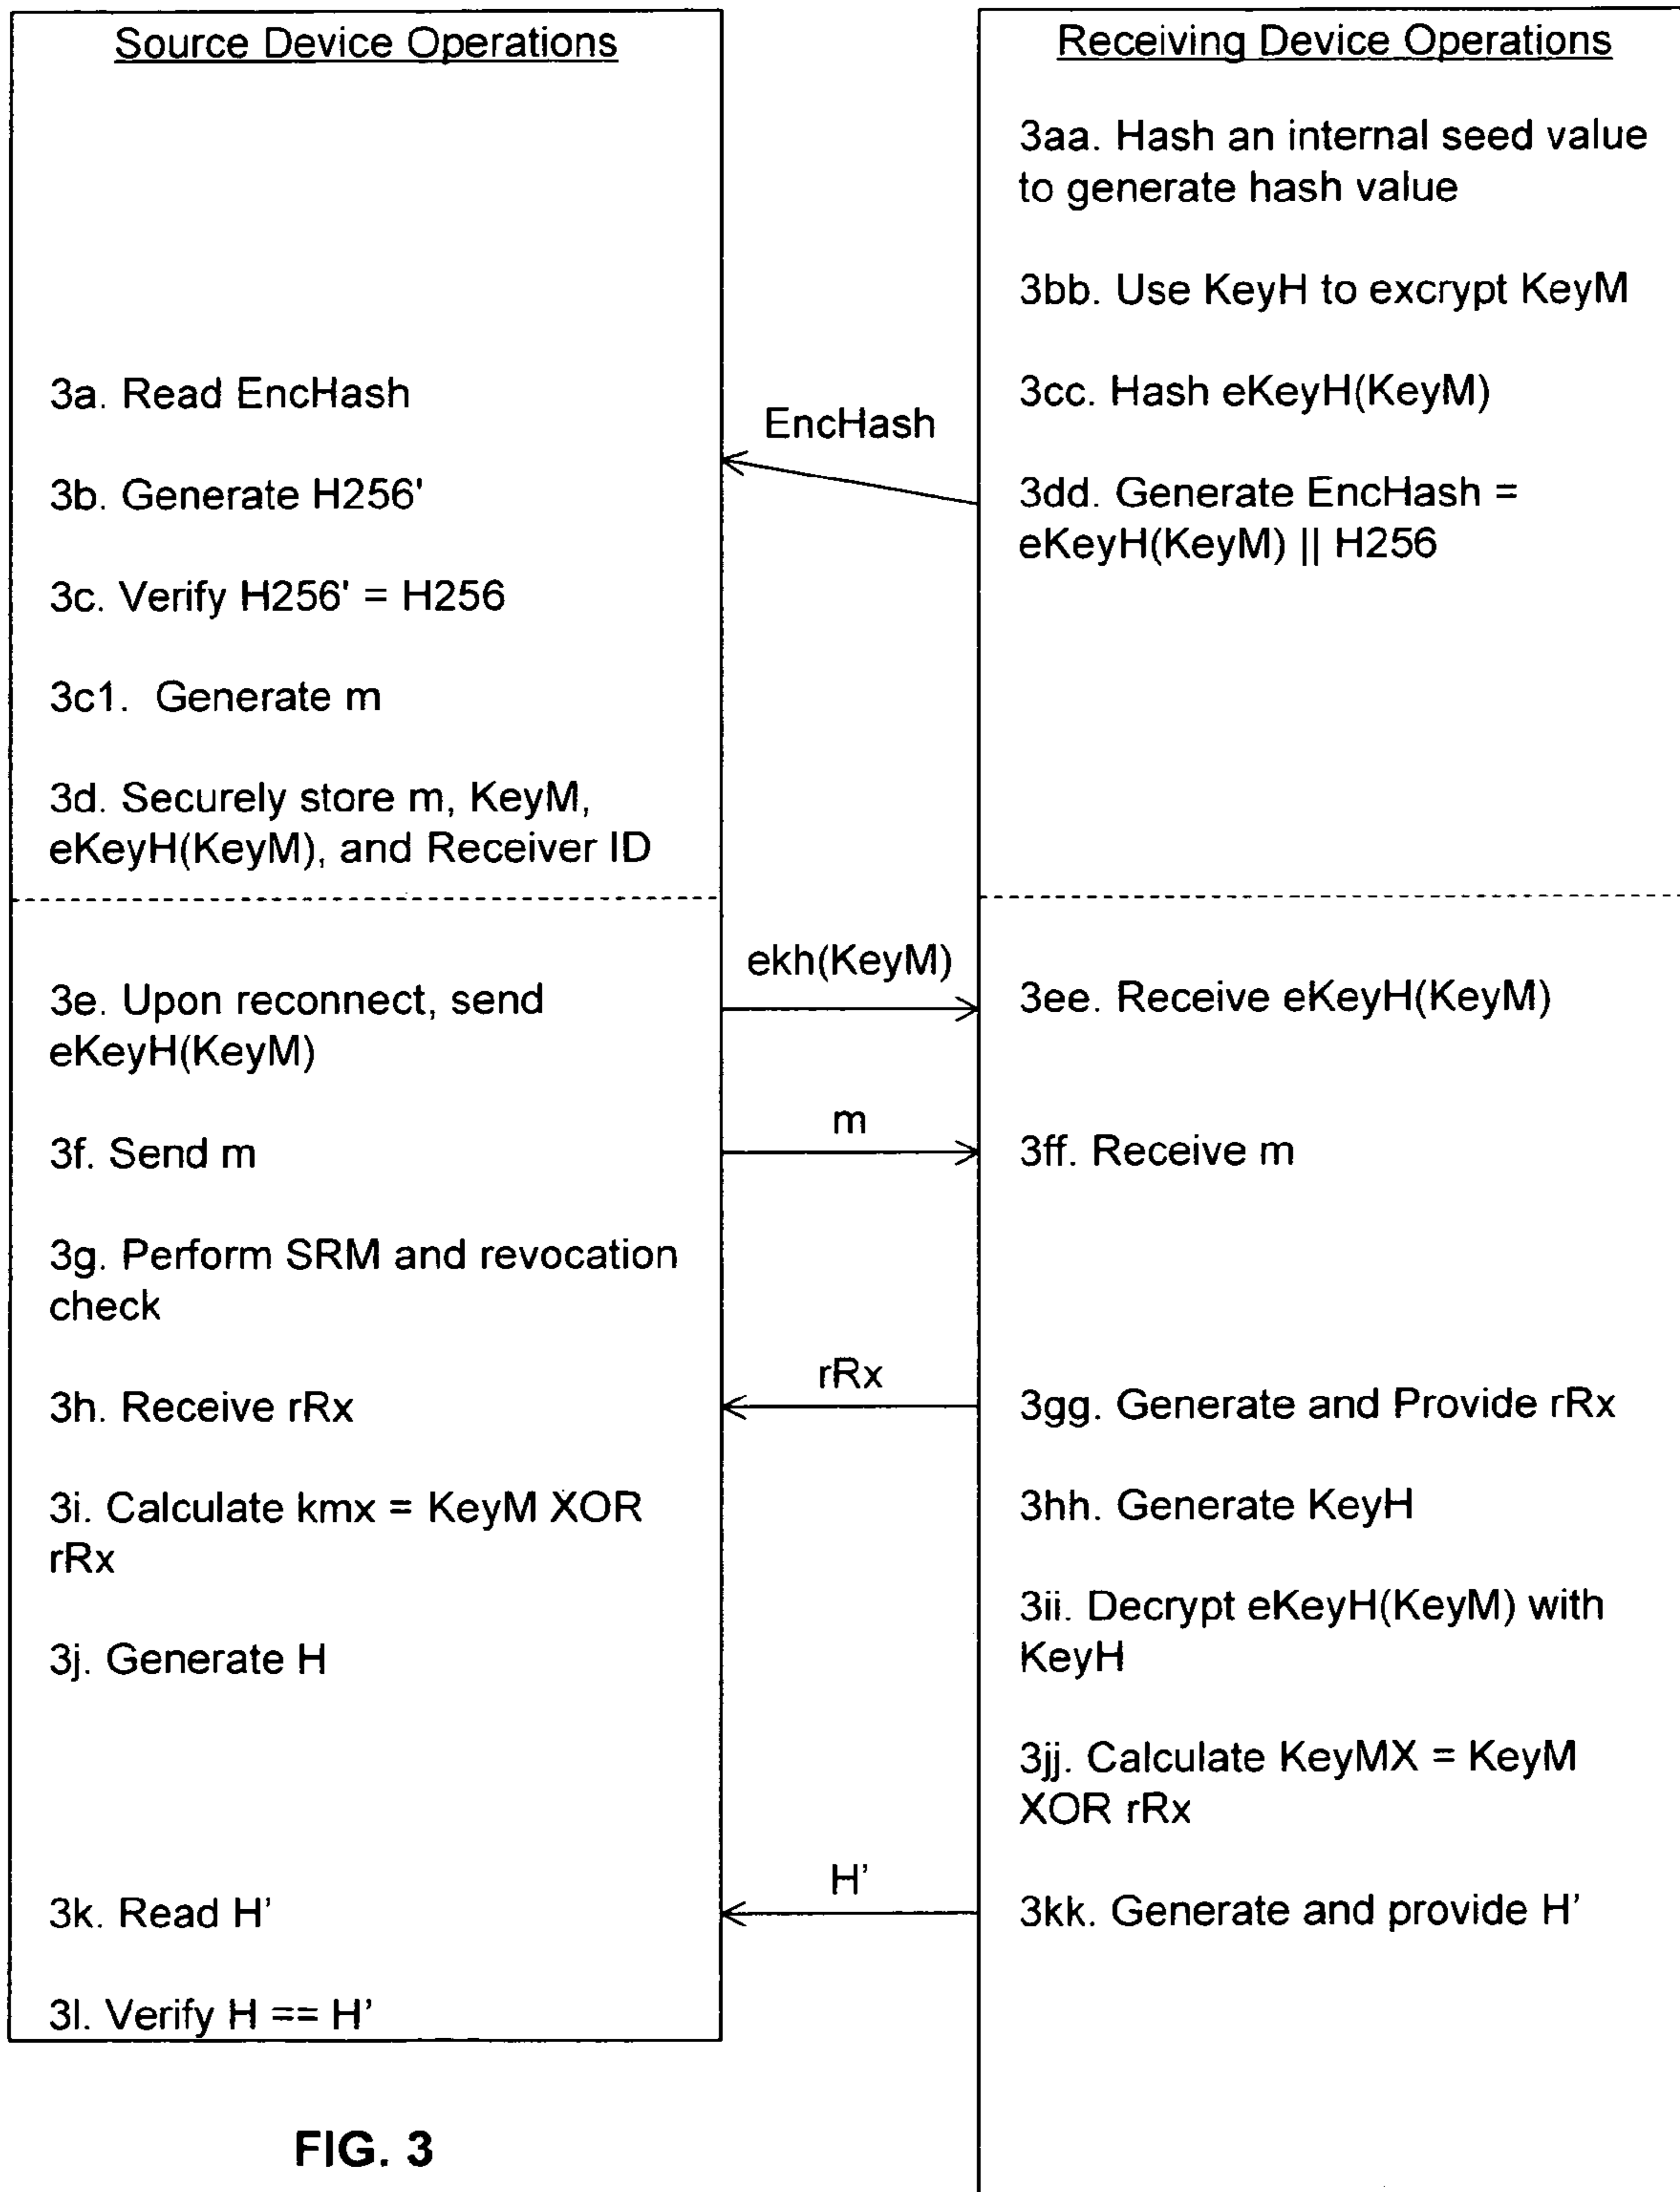 Source Device Operations
3a. Read EncHash
3b. Generate H256'
3c. Verify H256' = H256
3c1. Generate m
3d. Securely store m, KeyM,
eKeyH(KeyM), and Receiver ID
3e. Upon reconnect, send
eKeyH(KeyM)
3f. Send m
3g. Perform SRM and revocation
check
3h. Receive rRx
3i. Calculate kmx = KeyM XOR
rRx
3j. Generate H
3k. Read H'
3l. Verify H == H'
EncHash
ekh(KeyM)
m
rRx
H'
Receiving Device Operations
3aa. Hash an internal seed value
to generate hash value
3bb. Use KeyH to excrypt KeyM
3cc. Hash eKeyH(KeyM)
3dd. Generate EncHash =
eKeyH(KeyM) || H256
3ee. Receive eKeyH(KeyM)
3ff. Receive m
3gg. Generate and Provide rRx
3hh. Generate KeyH
3ii. Decrypt eKeyH(KeyM) with
KeyH
3jj. Calculate KeyMX = KeyM
XOR rRx
3kk. Generate and provide H'
FIG. 3